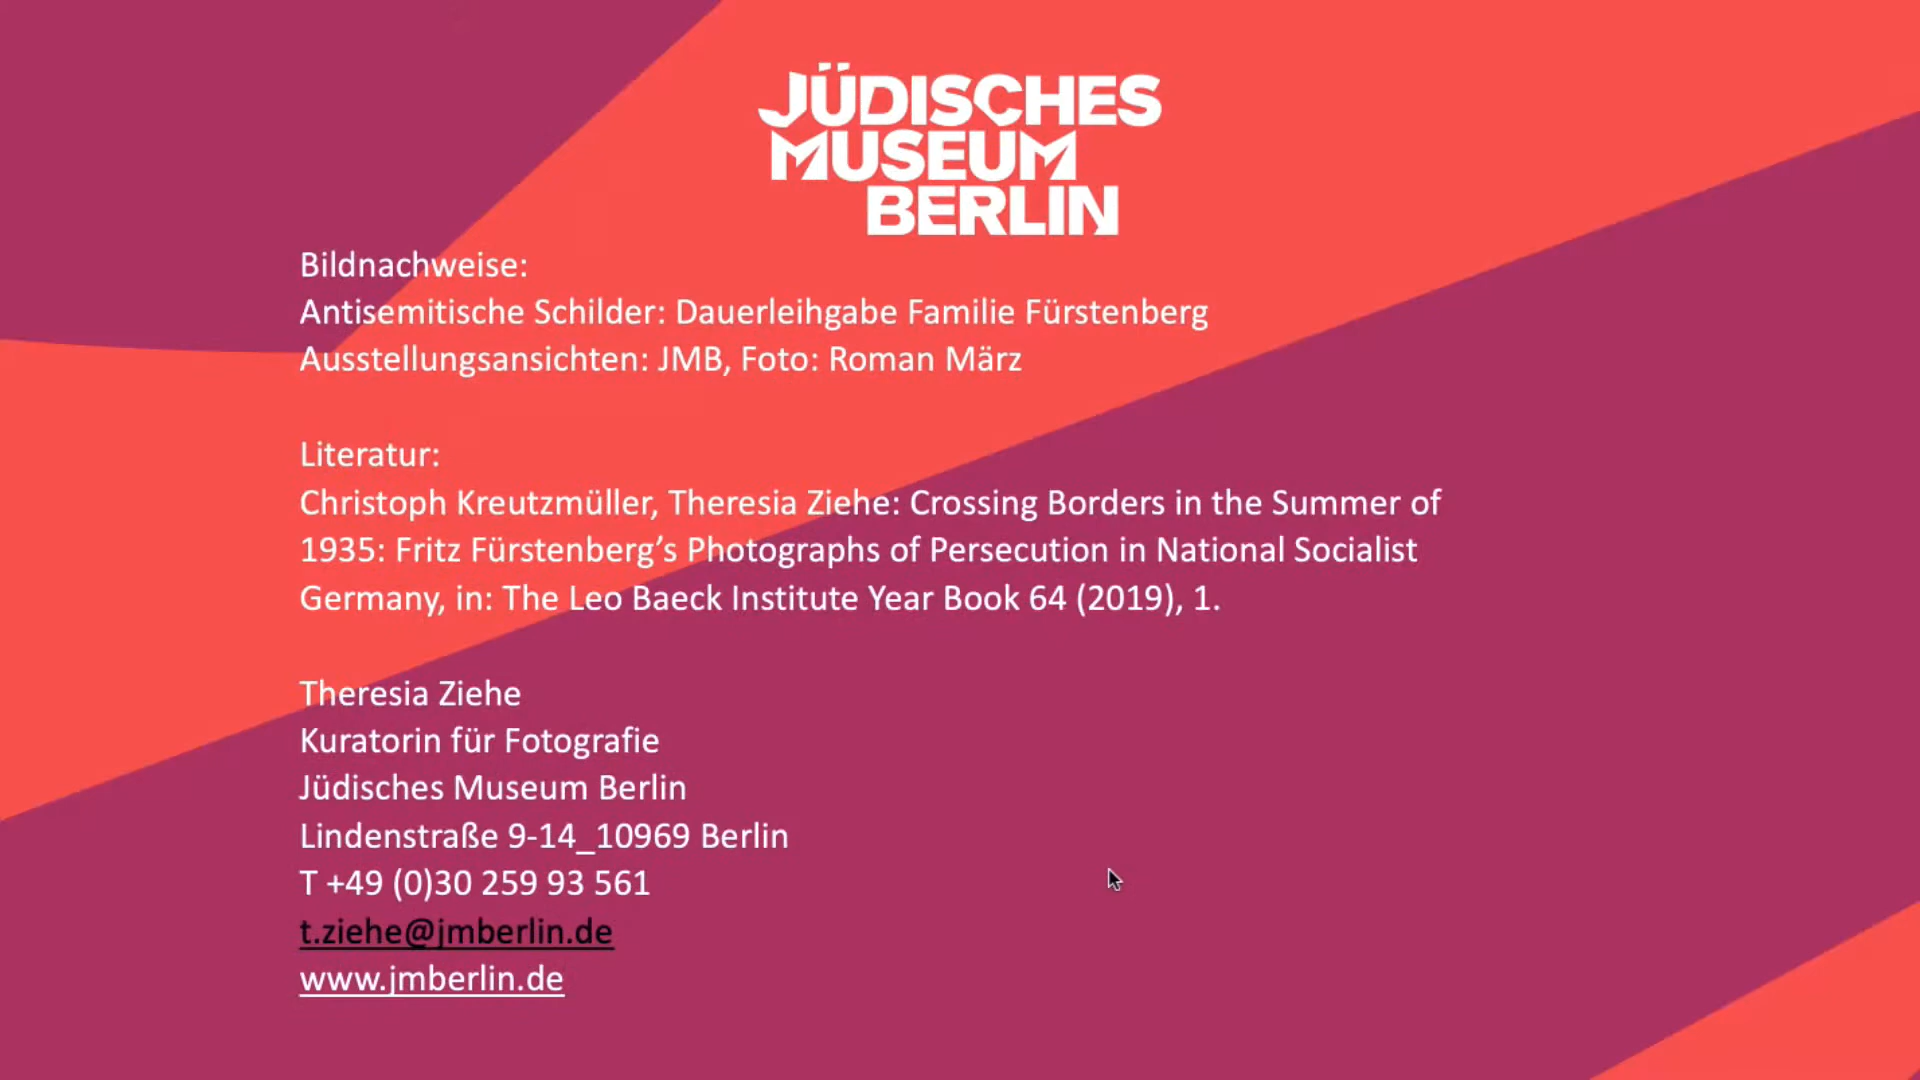 JÜDISCHES
MUSEUM
BERLIN
Bildnachweise:
Antisemitische Schilder: Dauerleihgabe Familie Fürstenberg
Ausstellungsansichten: JMB, Foto: Roman März
Literatur:
Christoph Kreutzmüller, Theresia Ziehe: Crossing Borders in the Summer of
1935: Fritz Fürstenberg’s Photographs of Persecution in National Socialist
Germany, in: The Leo Baeck Institute Year Book 64 (2019), 1.
Theresia Ziehe
Kuratorin für Fotografie
Jüdisches Museum Berlin
Lindenstraße 9-14_10969 Berlin
T +49 (0)30 259 93 561
t.ziehe@jmberlin.de
www.jmberlin.de